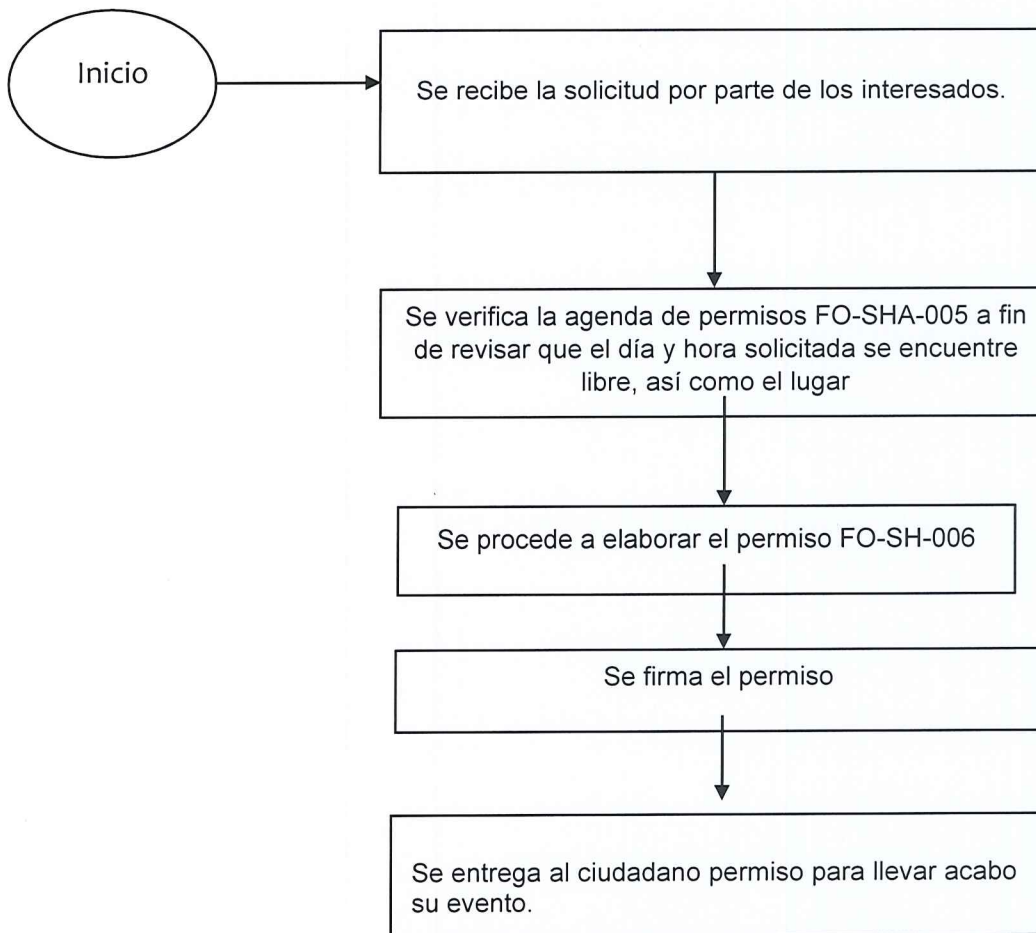 Inicio
Se recibe la solicitud por parte de los interesados.
Se verifica la agenda de permisos FO-SHA-005 a fin
de revisar que el día y hora solicitada se encuentre
libre, así como el lugar
Se procede a elaborar el permiso FO-SH-006
Se firma el permiso
Se entrega al ciudadano permiso para llevar acabo
su evento.